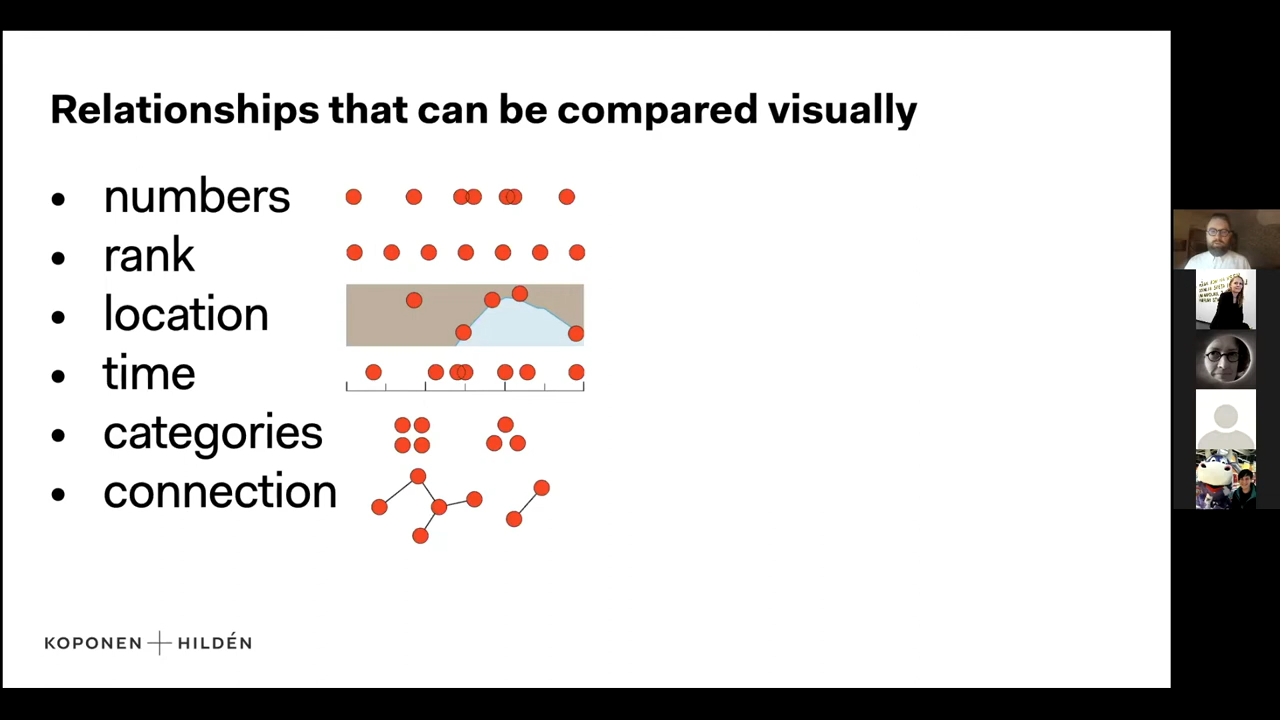 Relationships that can be compared visually
• numbers
• rank
• location
• time
• categories
• connection
KOPONEN + HILDÉN